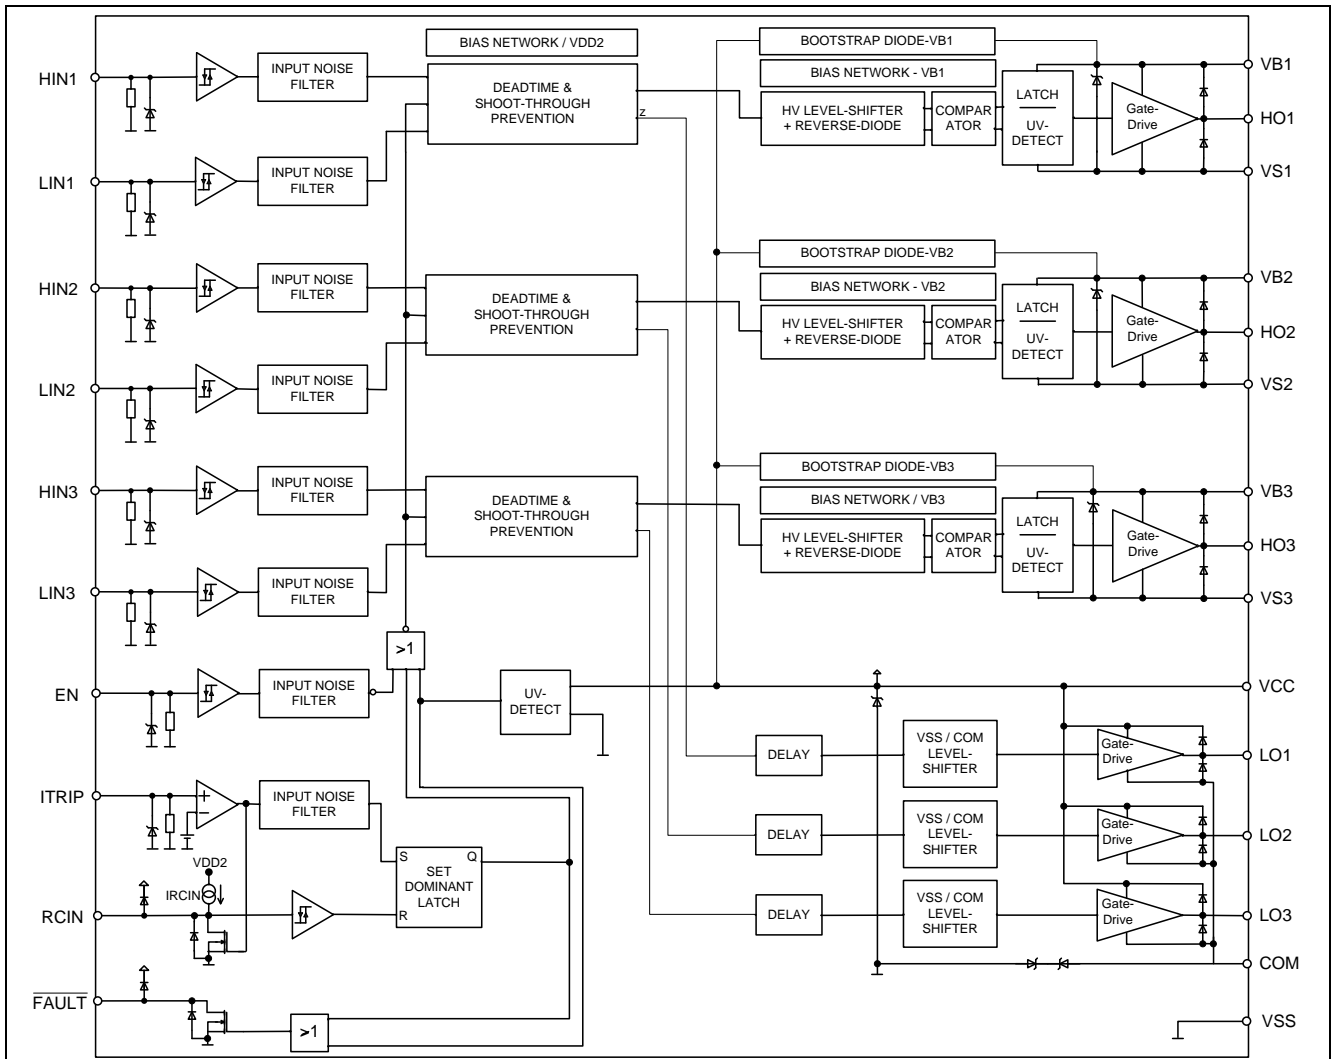 BIAS NETWORK / VDD2
BOOTSTRAP DIODE-VB1
HIN1
INPUT NOISE
FILTER
DEADTIME &
SHOOT-THROUGH
PREVENTION
Z
BIAS NETWORK - VB1
HV LEVEL-SHIFTER
+ REVERSE-DIODE
COMPAR
ATOR
LATCH
UV-
DETECT
Gate-
Drive
VB1
HO1
VS1
LIN1
INPUT NOISE
FILTER
HIN2
INPUT NOISE
FILTER
DEADTIME &
SHOOT-THROUGH
PREVENTION
BOOTSTRAP DIODE-VB2
BIAS NETWORK - VB2
HV LEVEL-SHIFTER
+ REVERSE-DIODE
COMPAR
ATOR
LATCH
UV-
DETECT
Gate-
Drive
VB2
HO2
VS2
LIN2
INPUT NOISE
FILTER
HIN3
INPUT NOISE
FILTER
DEADTIME &
SHOOT-THROUGH
PREVENTION
BOOTSTRAP DIODE-VB3
BIAS NETWORK / VB3
HV LEVEL-SHIFTER
+ REVERSE-DIODE
COMPAR
ATOR
LATCH
UV-
DETECT
Gate-
Drive
VB3
HO3
VS3
LIN3
INPUT NOISE
FILTER
>1
EN
INPUT NOISE
FILTER
UV-
DETECT
VCC
DELAY
VSS / COM
LEVEL-
SHIFTER
Gate-
Drive
LO1
ITRIP
+
−
INPUT NOISE
FILTER
DELAY
VSS / COM
LEVEL-
SHIFTER
Gate-
Drive
LO2
VDD2
IRCIN
S
Q
SET
DOMINANT
LATCH
R
RCIN
DELAY
VSS / COM
LEVEL-
SHIFTER
Gate-
Drive
LO3
COM
FAULT
>1
VSS